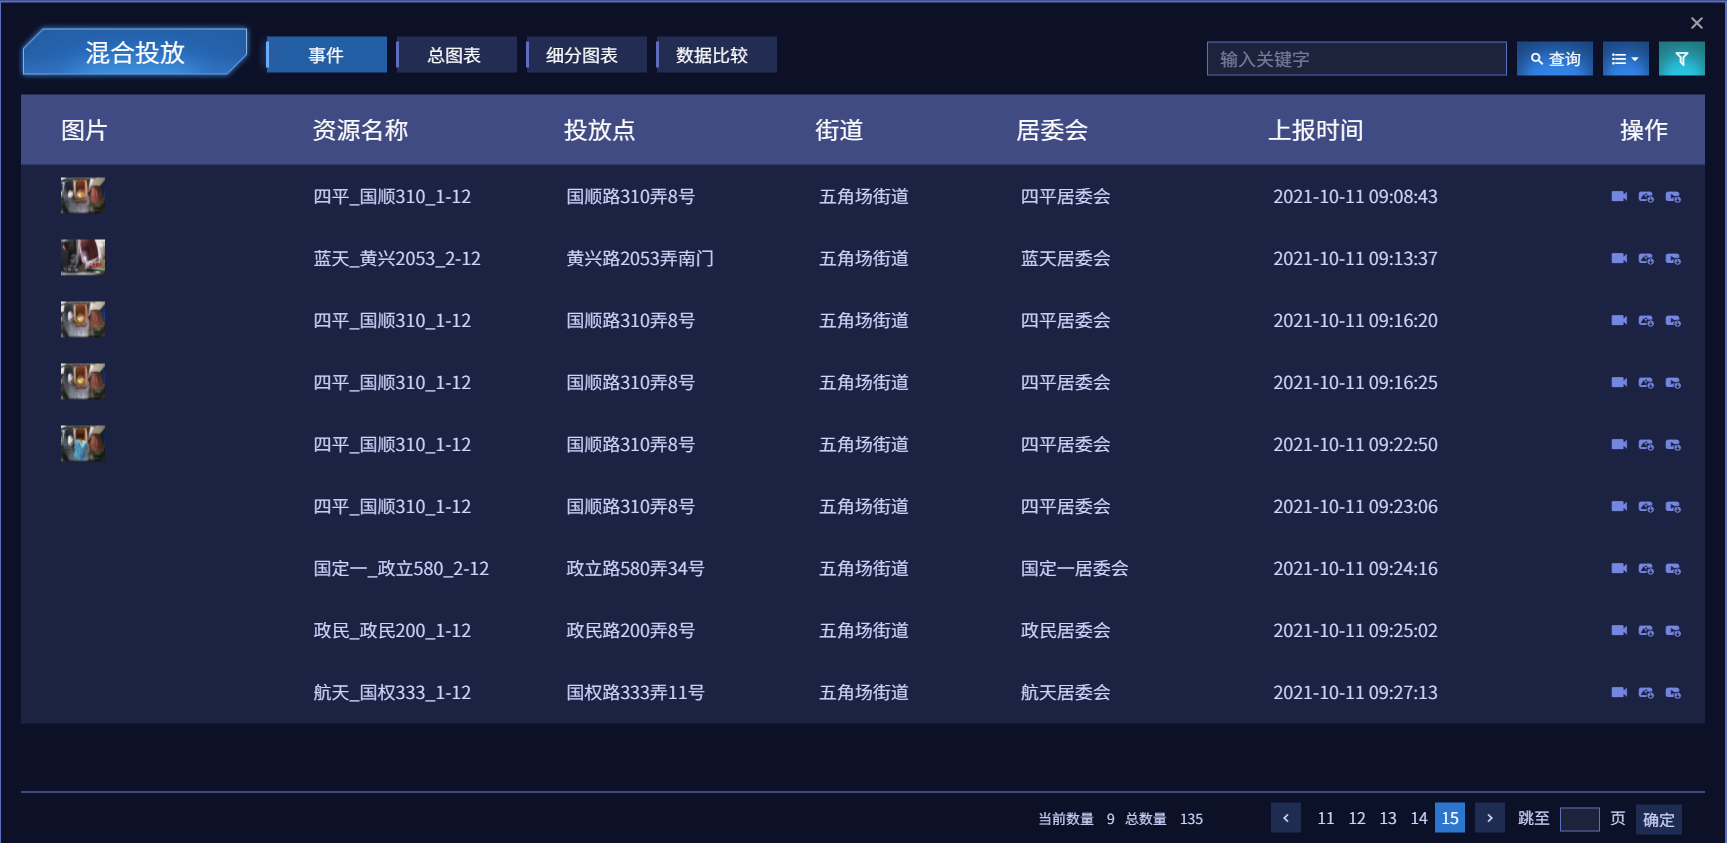 混合投放 事件 总图表 细分图表 数据比较 输入关键字 查询
图片 资源名称 投放点 街道 居委会 上报时间 操作
四平_国顺310_1-12 国顺路310弄8号 五角场街道 四平居委会 2021-10-11 09:08:43
蓝天_黄兴2053_2-12 黄兴路2053弄南门 五角场街道 蓝天居委会 2021-10-11 09:13:37
四平_国顺310_1-12 国顺路310弄8号 五角场街道 四平居委会 2021-10-11 09:16:20
四平_国顺310_1-12 国顺路310弄8号 五角场街道 四平居委会 2021-10-11 09:16:25
四平_国顺310_1-12 国顺路310弄8号 五角场街道 四平居委会 2021-10-11 09:22:50
四平_国顺310_1-12 国顺路310弄8号 五角场街道 四平居委会 2021-10-11 09:23:06
国定一_政立580_2-12 政立路580弄34号 五角场街道 国定一居委会 2021-10-11 09:24:16
政民_政民200_1-12 政民路200弄8号 五角场街道 政民居委会 2021-10-11 09:25:02
航天_国权333_1-12 国权路333弄11号 五角场街道 航天居委会 2021-10-11 09:27:13
当前数量 9 总数量 135 11 12 13 14 15 跳至 页 确定